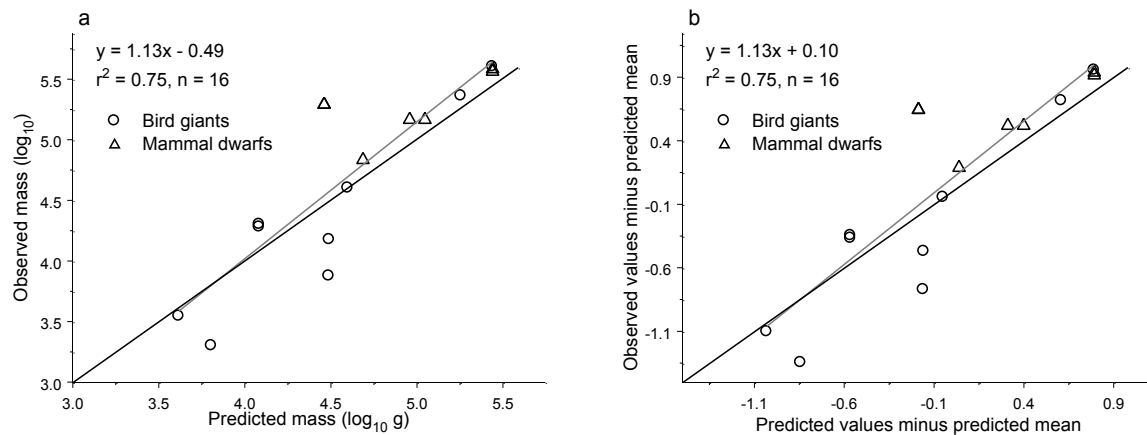 a
y = 1.13x - 0.49
r² = 0.75, n = 16
Bird giants
Mammal dwarfs
Observed mass (log₁₀)
5.5
5.0
4.5
4.0
3.5
3.0
3.0
3.5
4.0
4.5
5.0
5.5
Predicted mass (log₁₀ g)
b
y = 1.13x + 0.10
r² = 0.75, n = 16
Bird giants
Mammal dwarfs
Observed values minus predicted mean
0.9
0.4
-0.1
-0.6
-1.1
-1.1
-0.6
-0.1
0.4
0.9
Predicted values minus predicted mean